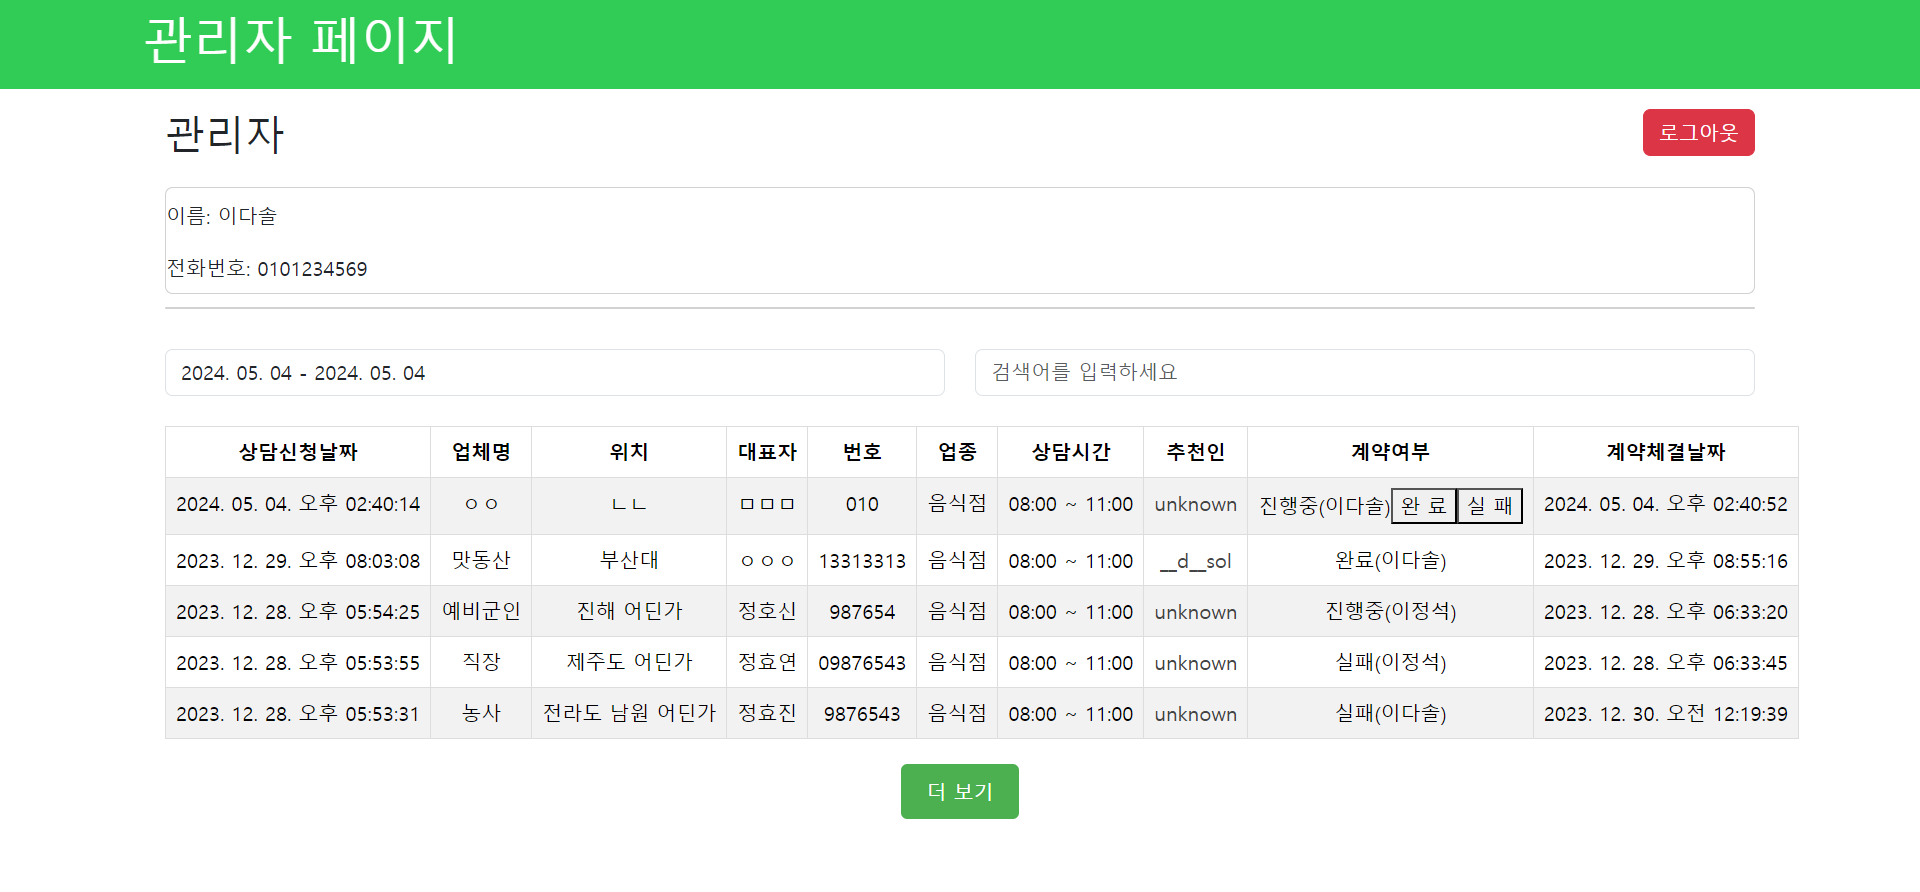 관리자 페이지
관리자
로그아웃
이름: 이다솔
전화번호: 0101234569
2024. 05. 04 - 2024. 05. 04
검색어를 입력하세요
상담신청날짜 업체명 위치 대표자 번호 업종 상담시간 추천인 계약여부 계약체결날짜
2024. 05. 04. 오후 02:40:14 ㅇㅇ ㄴㄴ ㅁㅁㅁ 010 음식점 08:00 ~ 11:00 unknown 진행중(이다솔) 완 료 실 패 2024. 05. 04. 오후 02:40:52
2023. 12. 29. 오후 08:03:08 맛동산 부산대 ㅇㅇㅇ 13313313 음식점 08:00 ~ 11:00 __d__sol 완료(이다솔) 2023. 12. 29. 오후 08:55:16
2023. 12. 28. 오후 05:54:25 예비군인 진해 어딘가 정호신 987654 음식점 08:00 ~ 11:00 unknown 진행중(이정석) 2023. 12. 28. 오후 06:33:20
2023. 12. 28. 오후 05:53:55 직장 제주도 어딘가 정효연 09876543 음식점 08:00 ~ 11:00 unknown 실패(이정석) 2023. 12. 28. 오후 06:33:45
2023. 12. 28. 오후 05:53:31 농사 전라도 남원 어딘가 정효진 9876543 음식점 08:00 ~ 11:00 unknown 실패(이다솔) 2023. 12. 30. 오전 12:19:39
더 보기